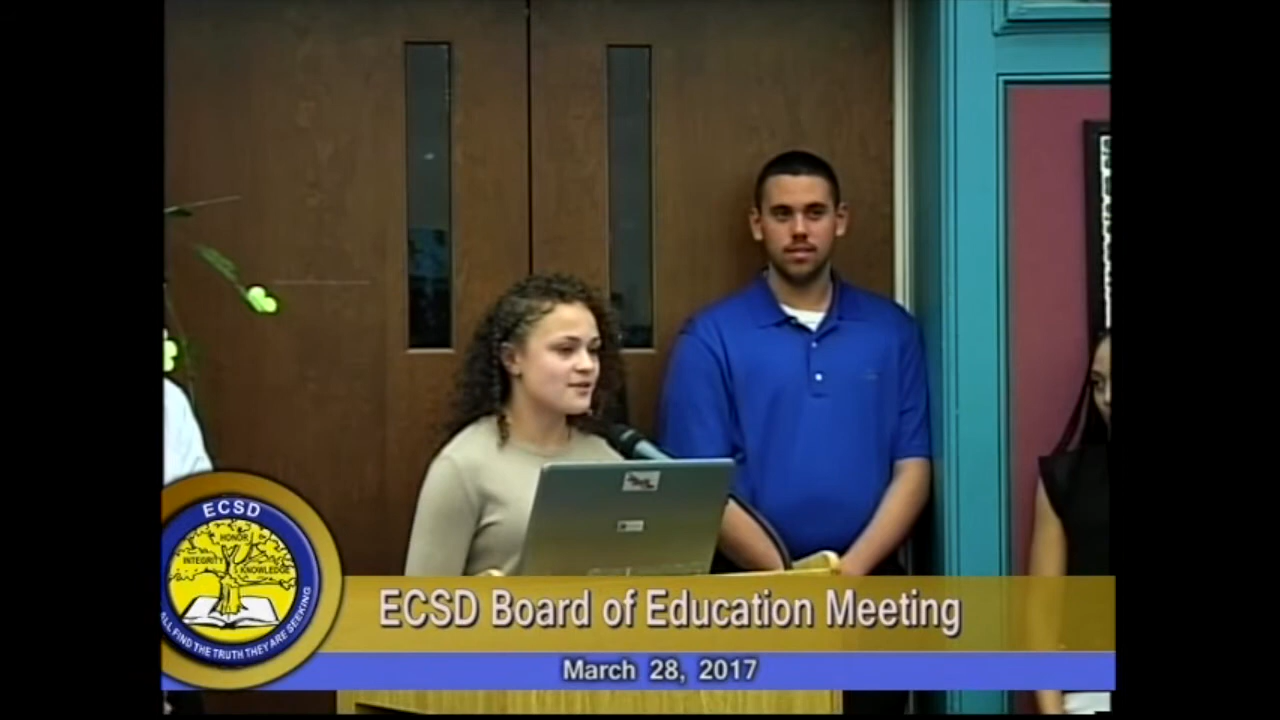 ECSD
HONOR
INTEGRITY
KNOWLEDGE
ALL FIND THE TRUTH THEY ARE SEEKING
ECSD Board of Education Meeting
March 28, 2017